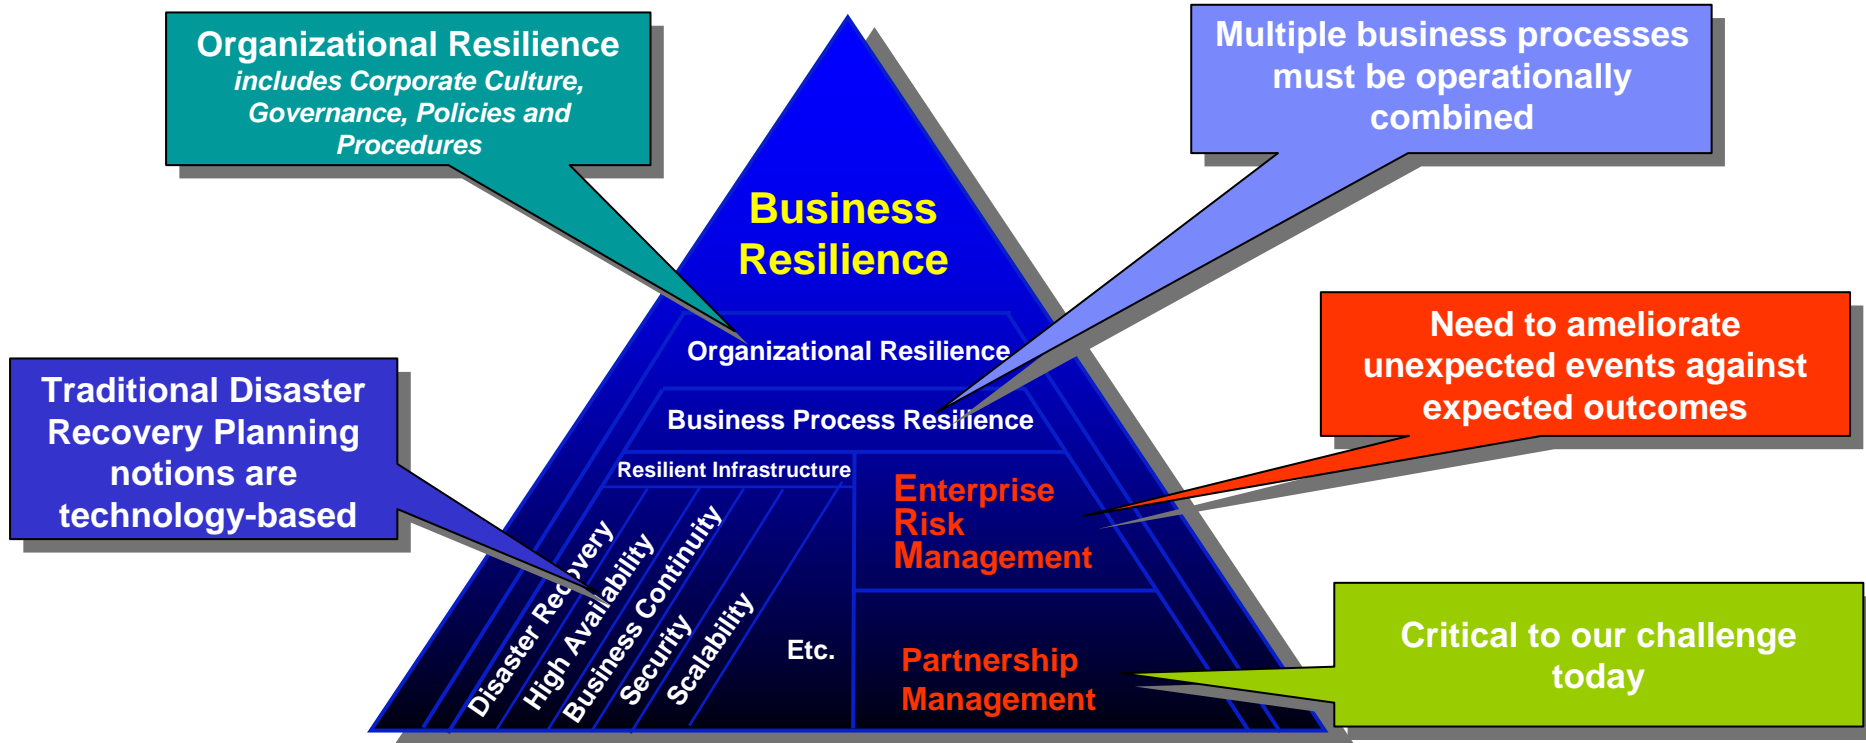 Organizational Resilience
includes Corporate Culture,
Governance, Policies and
Procedures
Multiple business processes
must be operationally
combined
Business
Resilience
Need to ameliorate
unexpected events against
expected outcomes
Organizational Resilience
Traditional Disaster
Recovery Planning
notions are
technology-based
Business Process Resilience
Resilient Infrastructure
Enterprise
Risk
Management
Disaster Recovery
High Availability
Business Continuity
Security
Scalability
Etc.
Partnership
Management
Critical to our challenge
today